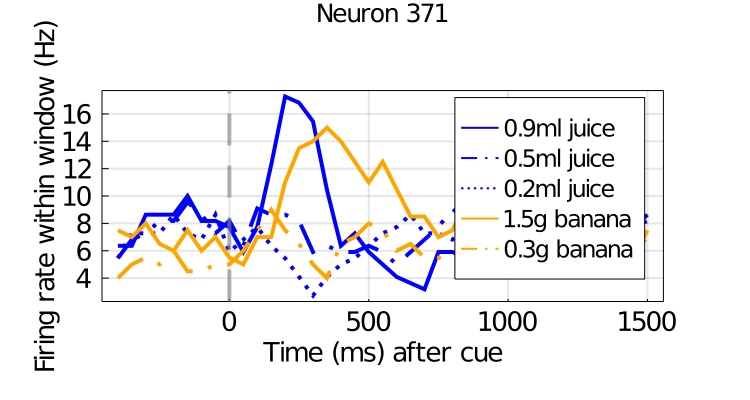 Neuron 371
Firing rate within window (Hz)
16
14
12
10
8
6
4
0.9ml juice
0.5ml juice
0.2ml juice
1.5g banana
0.3g banana
0 500 1000 1500
Time (ms) after cue